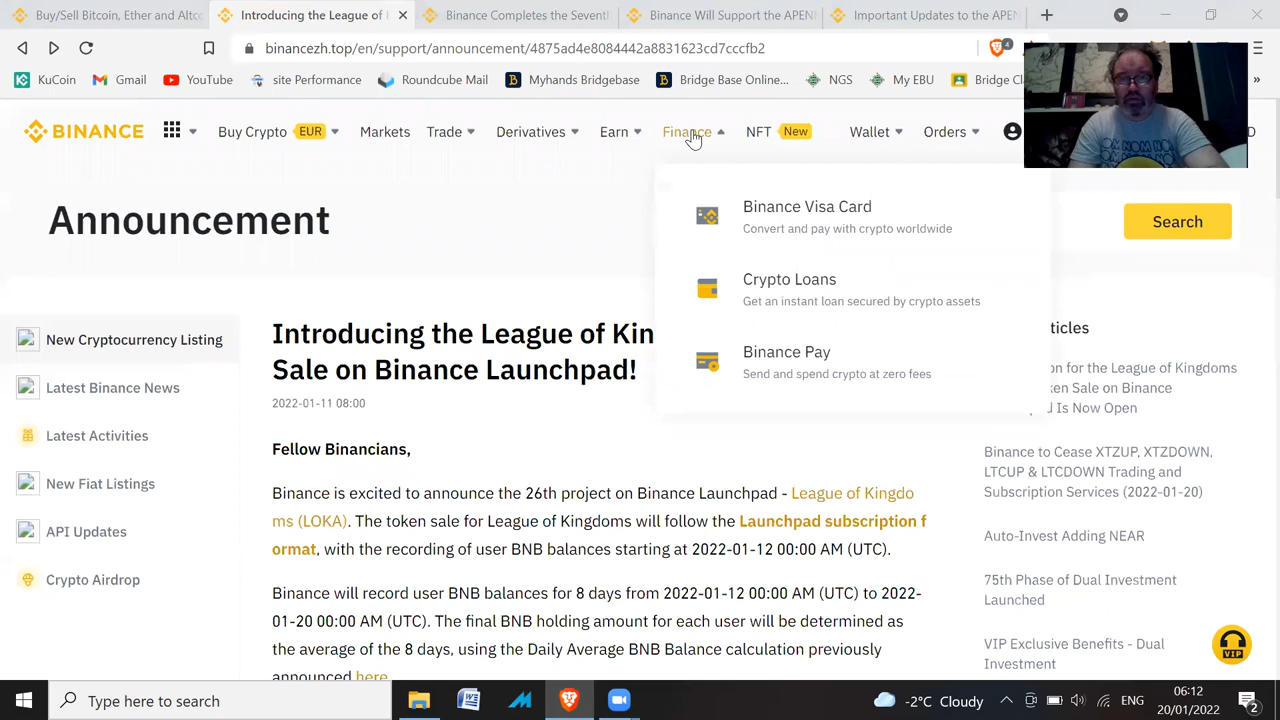 Buy/Sell Bitcoin, Ether and Altco
Introducing the League of
Binance Completes the Seventl
Binance Will Support the APEN
Important Updates to the APEN
binancezh.top/en/support/announcement/4875ad4e8084442a8831623cd7cccfb2
4
KuCoin
Gmail
YouTube
site Performance
Roundcube Mail
Myhands Bridgebase
Bridge Base Online...
NGS
My EBU
Bridge Cl
»
BINANCE
Buy Crypto EUR
Markets
Trade
Derivatives
Earn
Finance
NFT New
Wallet
Orders
D
Binance Visa Card
Convert and pay with crypto worldwide
Crypto Loans
Get an instant loan secured by crypto assets
Binance Pay
Send and spend crypto at zero fees
Announcement
Search
New Cryptocurrency Listing
Latest Binance News
Latest Activities
New Fiat Listings
API Updates
Crypto Airdrop
Introducing the League of Kin
Sale on Binance Launchpad!
2022-01-11 08:00
Fellow Binancians,
Binance is excited to announce the 26th project on Binance Launchpad - League of Kingdo
ms (LOKA). The token sale for League of Kingdoms will follow the Launchpad subscription f
ormat, with the recording of user BNB balances starting at 2022-01-12 00:00 AM (UTC).
Binance will record user BNB balances for 8 days from 2022-01-12 00:00 AM (UTC) to 2022-
01-20 00:00 AM (UTC). The final BNB holding amount for each user will be determined as
the average of the 8 days, using the Daily Average BNB Balance calculation previously
announced here
ticles
on for the League of Kingdoms
ken Sale on Binance
d Is Now Open
Binance to Cease XTZUP, XTZDOWN,
LTCUP & LTCDOWN Trading and
Subscription Services (2022-01-20)
Auto-Invest Adding NEAR
75th Phase of Dual Investment
Launched
VIP Exclusive Benefits - Dual
Investment
VIP
OM NOM NOM
Type here to search
-2°C Cloudy
ENG
06:12
20/01/2022
2